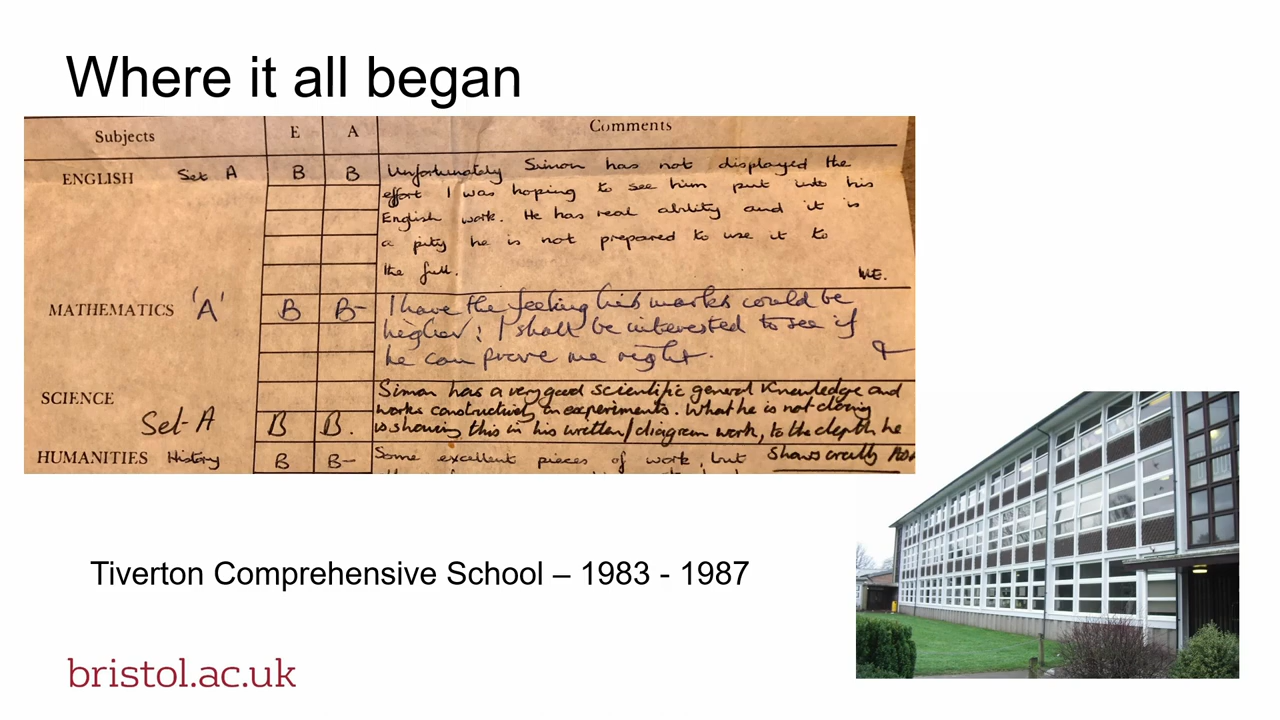 Where it all began
Subjects E A Comments
ENGLISH Set A B B Unfortunately Simon has not displayed the
effort I was hoping to see him put into his
English work. He has real ability and it is
a pity he is not prepared to use it to
the full.
ME.
MATHEMATICS 'A' B B- I have the feeling his marks could be
higher; I shall be interested to see if
he can prove me right.
SCIENCE Simon has a very good scientific general knowledge and
works constructively in experiments. What he is not doing
Set A B B. is showing this in his written/diagram work, to the depth he
HUMANITIES History B B- Some excellent pieces of work, but shows orally
Tiverton Comprehensive School – 1983 - 1987
bristol.ac.uk